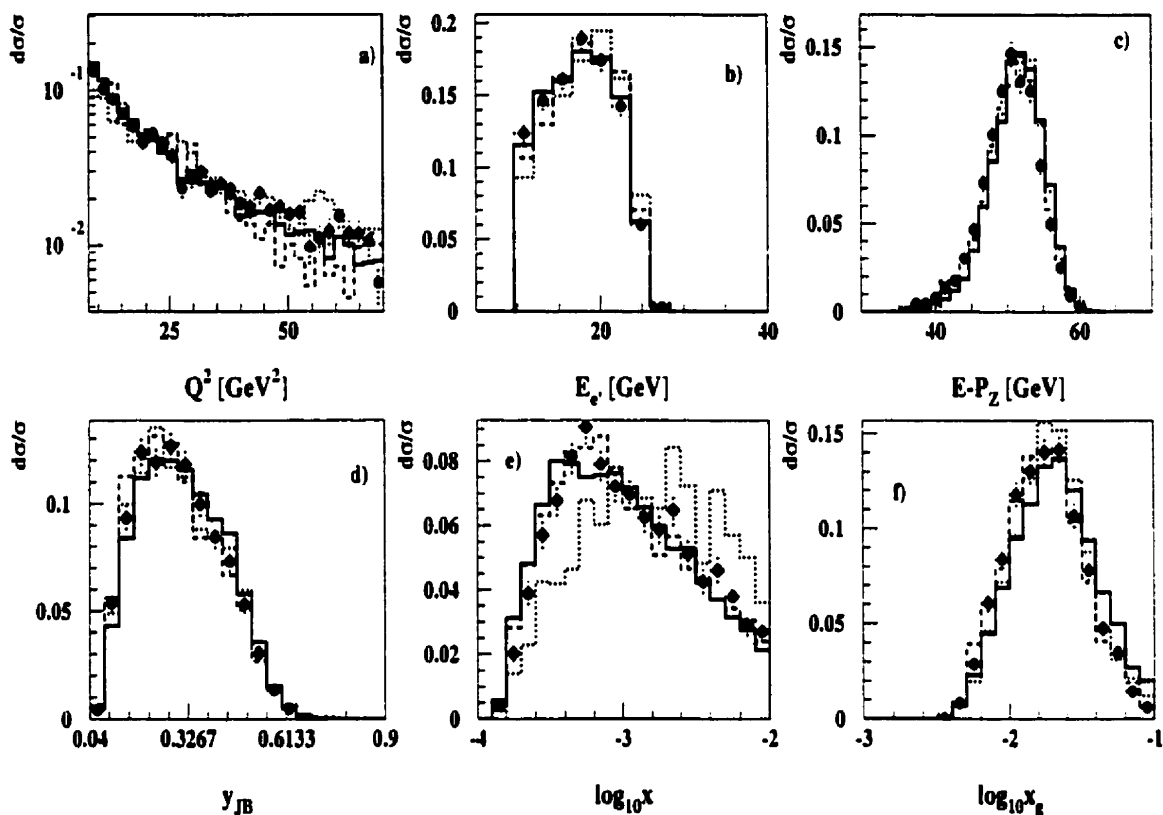 dσ/σ dσ/σ dσ/σ
a) b) c)
10⁻¹ 10⁻²
0.2 0.15 0.1 0.05 0
0.15 0.1 0.05 0
25 50 20 40 40 60
Q² [GeV²] E_e' [GeV] E-P_Z [GeV]
dσ/σ dσ/σ dσ/σ
d) e) f)
0.1 0.05 0
0.08 0.06 0.04 0.02 0
0.15 0.1 0.05 0
0.04 0.3267 0.6133 0.9 -4 -3 -2 -3 -2 -1
y_JB log₁₀x log₁₀x_g